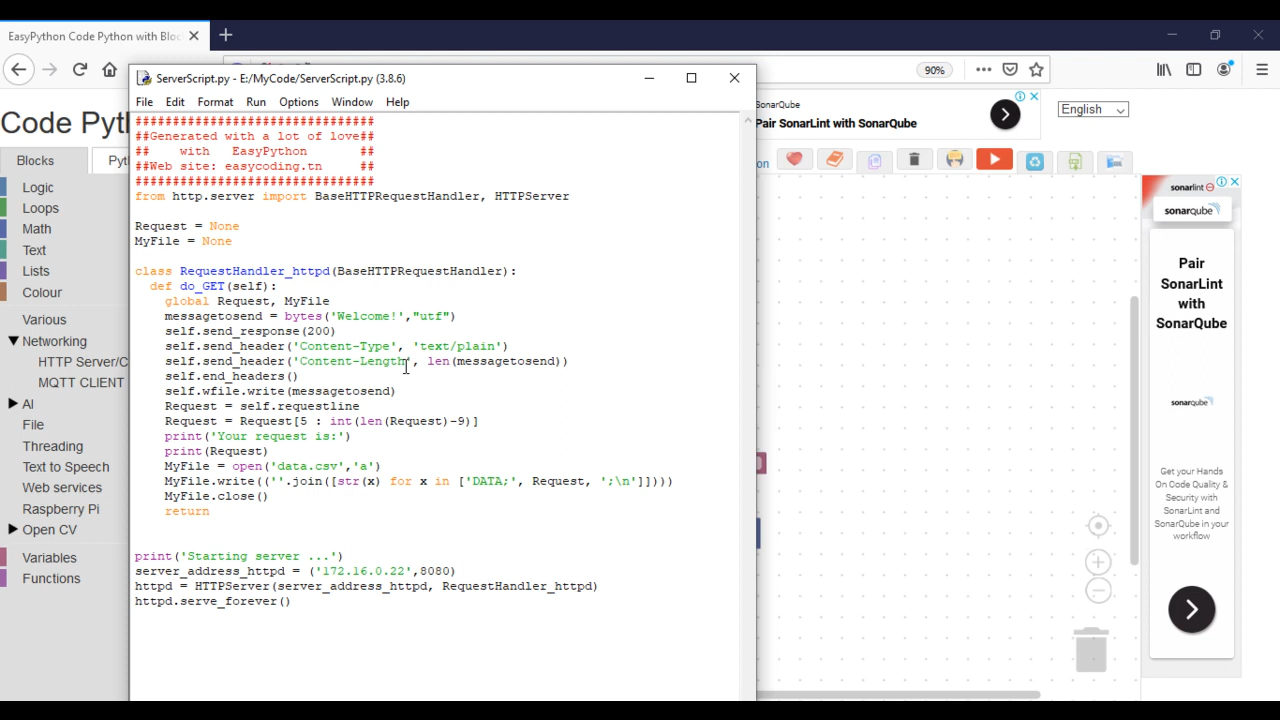 EasyPython Code Python with Bloc
90%
ServerScript.py - E:/MyCode/ServerScript.py (3.8.6)
File Edit Format Run Options Window Help
################################
##Generated with a lot of love##
## with EasyPython ##
##Web site: easycoding.tn ##
################################
from http.server import BaseHTTPRequestHandler, HTTPServer
Request = None
MyFile = None
class RequestHandler_httpd(BaseHTTPRequestHandler):
def do_GET(self):
global Request, MyFile
messagetosend = bytes('Welcome!',"utf")
self.send_response(200)
self.send_header('Content-Type', 'text/plain')
self.send_header('Content-Length', len(messagetosend))
self.end_headers()
self.wfile.write(messagetosend)
Request = self.requestline
Request = Request[5 : int(len(Request)-9)]
print('Your request is:')
print(Request)
MyFile = open('data.csv','a')
MyFile.write((''.join([str(x) for x in ['DATA;', Request, ';\n']])))
MyFile.close()
return
print('Starting server ...')
server_address_httpd = ('172.16.0.22',8080)
httpd = HTTPServer(server_address_httpd, RequestHandler_httpd)
httpd.serve_forever()
Code Pyt
Blocks
Pyt
Logic
Loops
Math
Text
Lists
Colour
Various
Networking
HTTP Server/C
MQTT CLIENT
AI
File
Threading
Text to Speech
Web services
Raspberry Pi
Open CV
Variables
Functions
SonarQube
Pair SonarLint with SonarQube
English
on
sonarlint
sonarqube
Pair
SonarLint
with
SonarQube
sonarqube
Get your Hands
On Code Quality &
Security with
SonarLint and
SonarQube in your
workflow